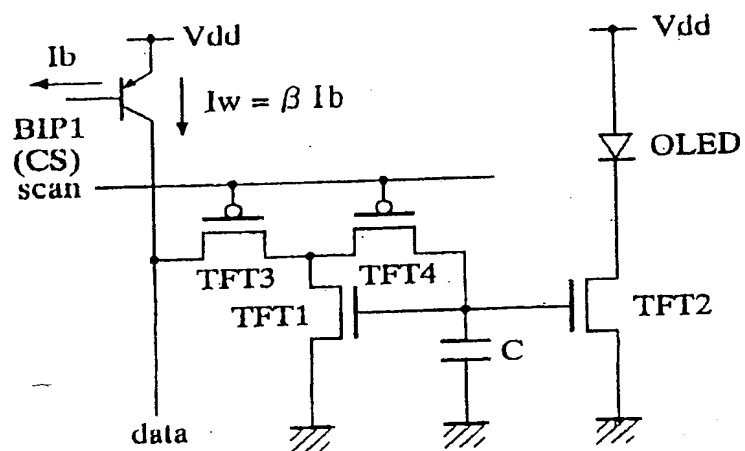 Vdd
Vdd
Ib
Iw = β Ib
BIP1
(CS)
OLED
scan
TFT3
TFT4
TFT1
TFT2
C
data